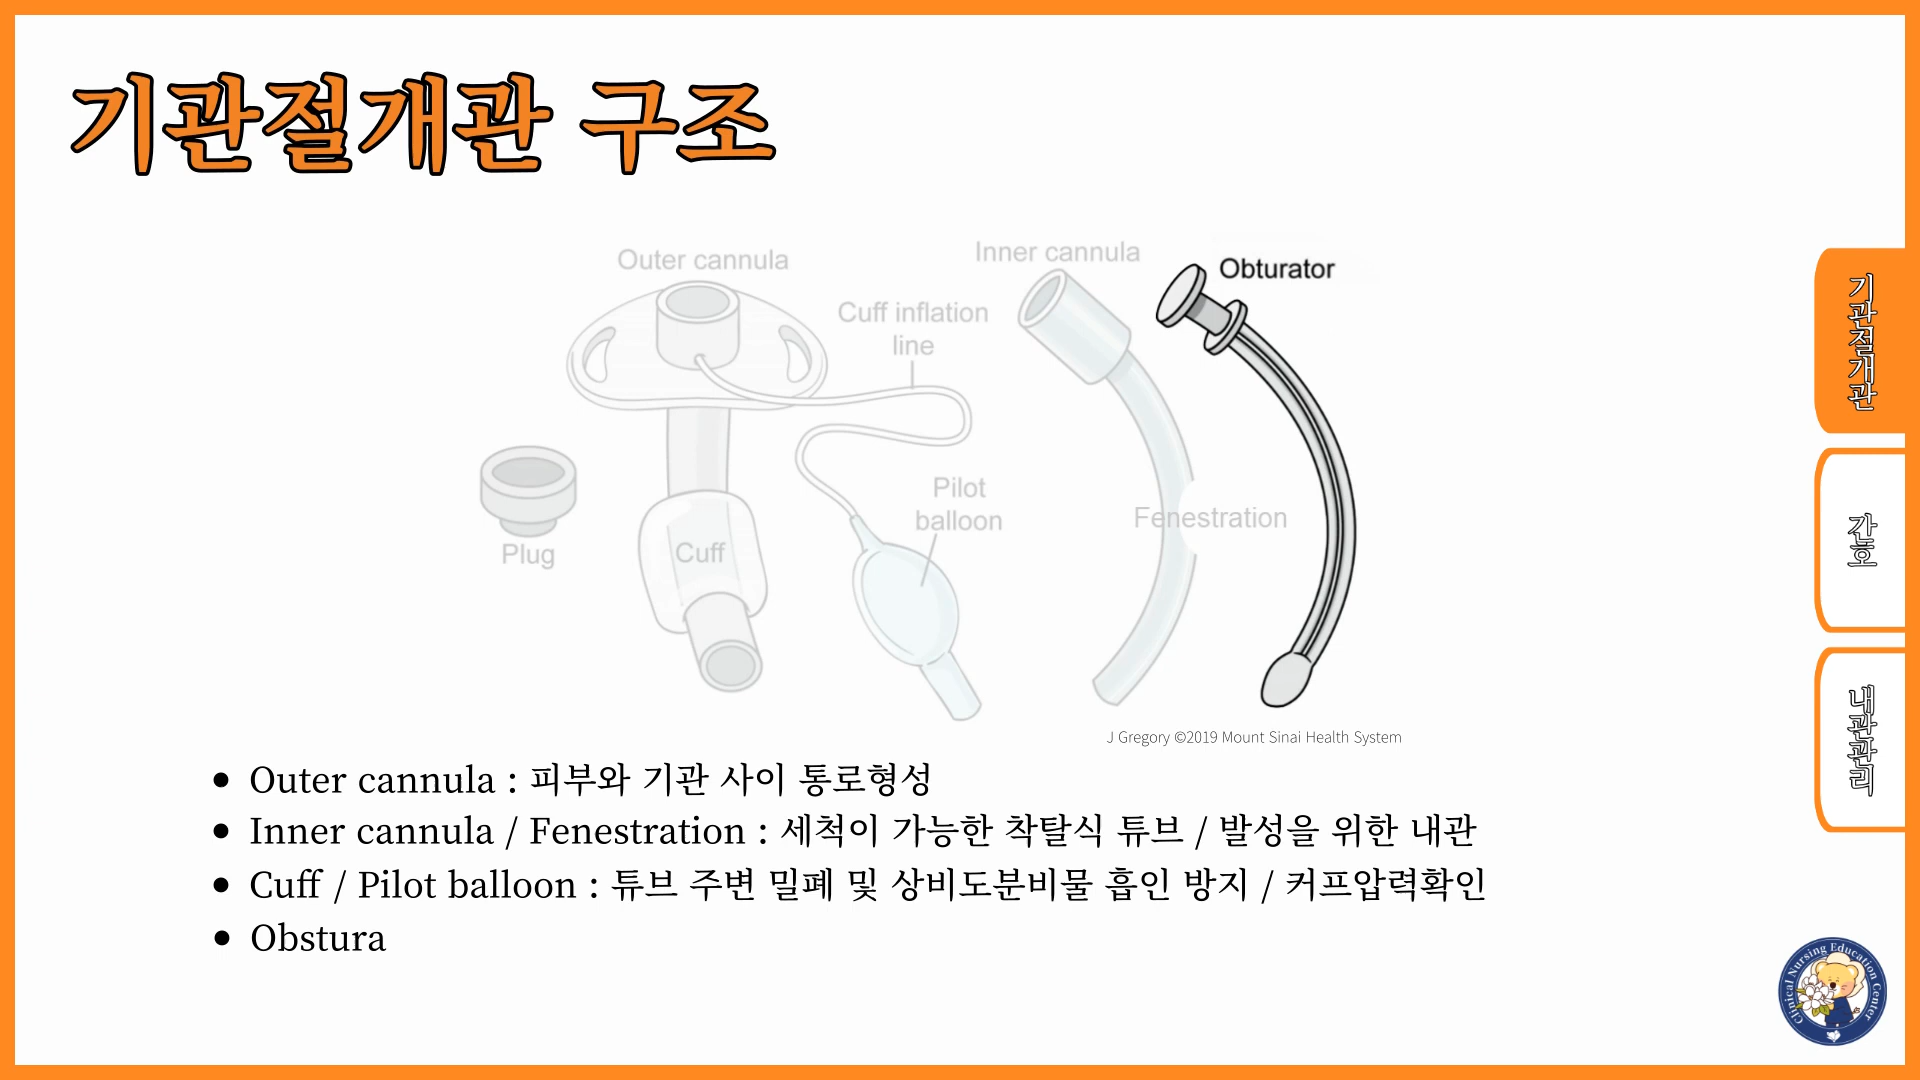 기관절개관 구조
Outer cannula
Inner cannula
Obturator
Cuff inflation
line
Pilot
balloon
Fenestration
Plug
Cuff
J Gregory ©2019 Mount Sinai Health System
• Outer cannula : 피부와 기관 사이 통로형성
• Inner cannula / Fenestration : 세척이 가능한 착탈식 튜브 / 발성을 위한 내관
• Cuff / Pilot balloon : 튜브 주변 밀폐 및 상비도분비물 흡인 방지 / 커프압력확인
• Obstura
기관절개관
간호
내관관리
Clinical Nursing Education Center